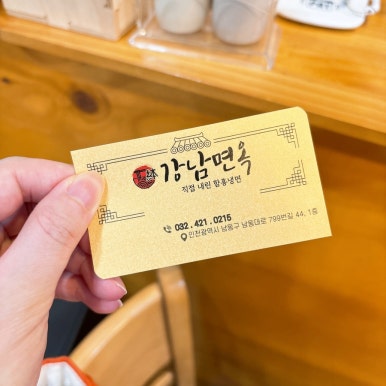 강남면옥
직접 내린 함흥냉면
032.421.0215
인천광역시 남동구 남동대로 799번길 44, 1층